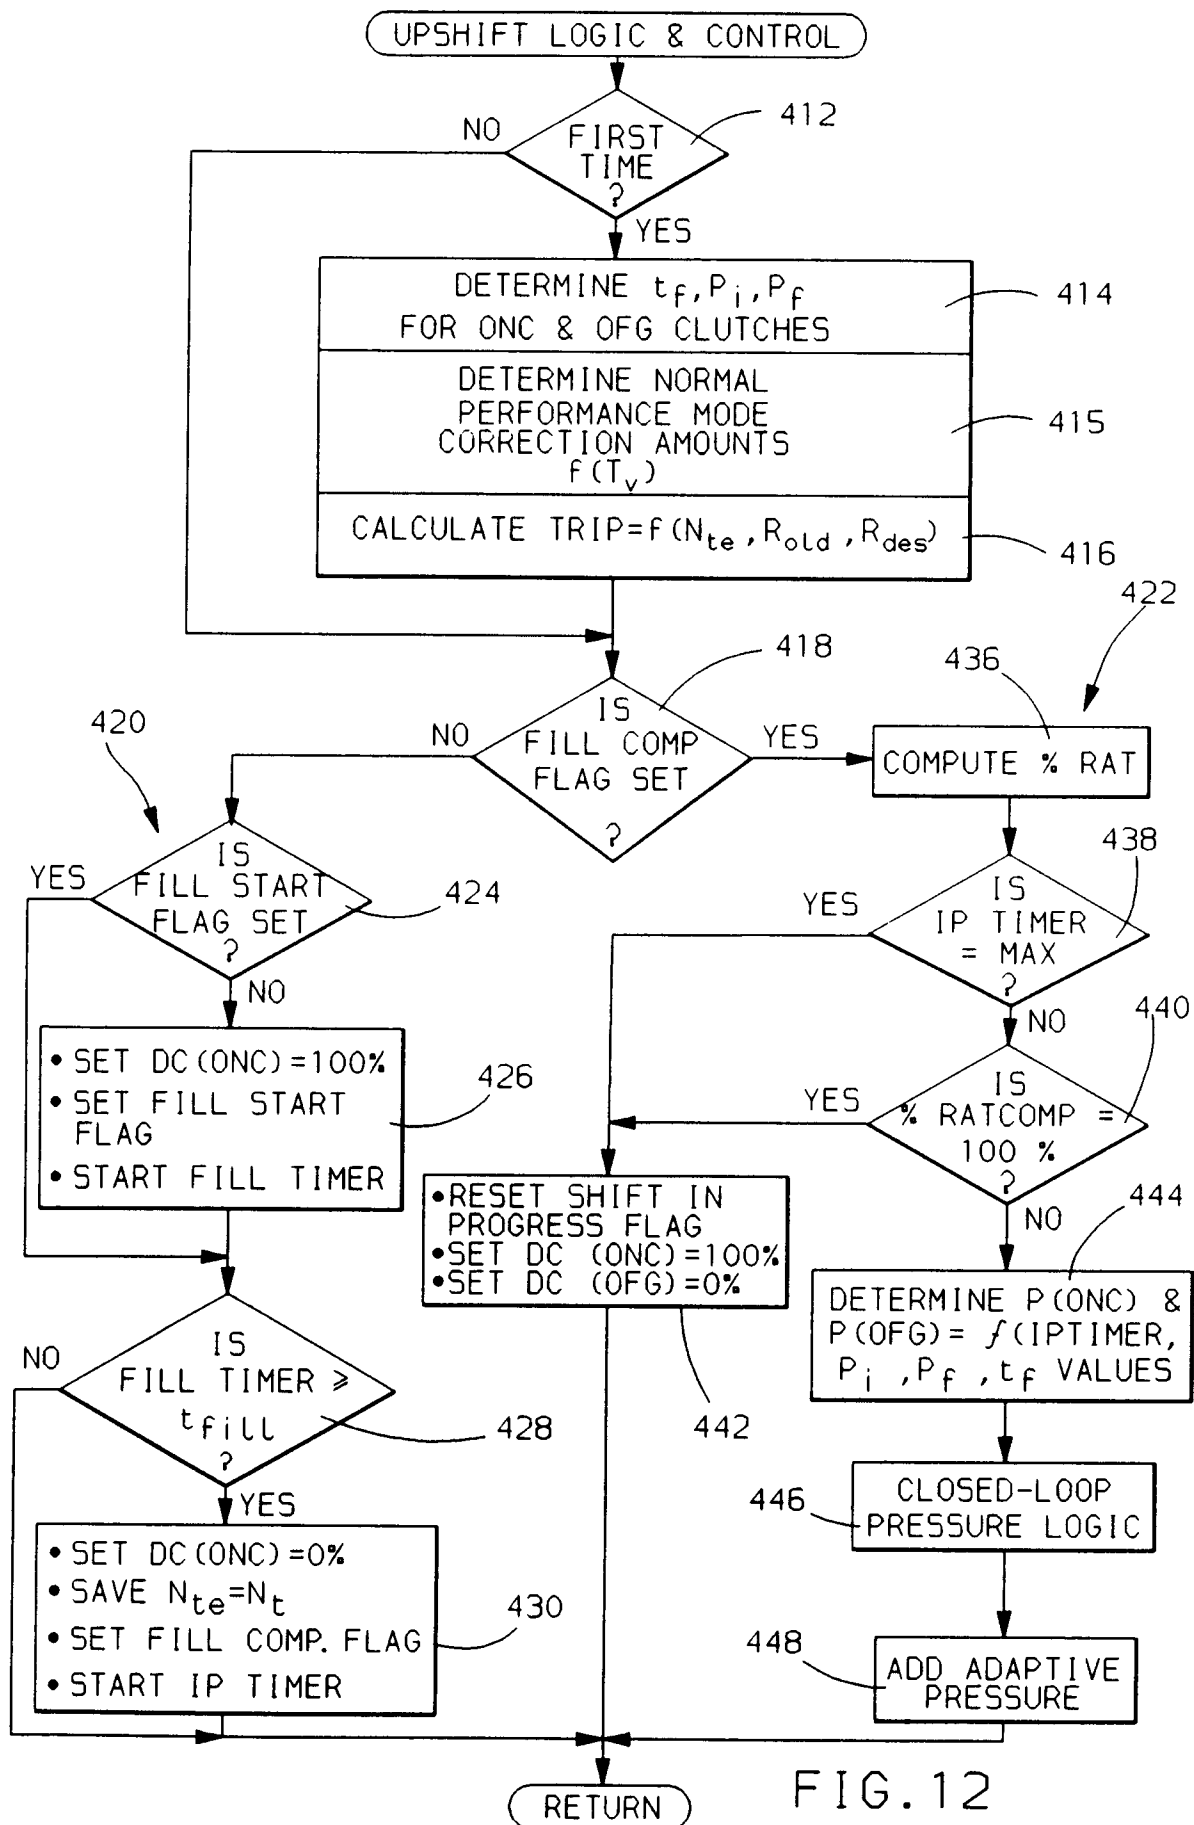 UPSHIFT LOGIC & CONTROL
412
NO
FIRST
TIME
?
YES
DETERMINE tf,Pi,Pf
FOR ONC & OFG CLUTCHES
414
DETERMINE NORMAL
PERFORMANCE MODE
CORRECTION AMOUNTS
f(Tv)
415
CALCULATE TRIP=f(Nte,Rold,Rdes)
416
422
418
436
IS
FILL COMP
FLAG SET
?
NO
YES
COMPUTE % RAT
420
IS
FILL START
FLAG SET
?
YES
424
NO
438
IS
IP TIMER
= MAX
?
YES
NO
440
• SET DC(ONC)=100%
• SET FILL START
FLAG
• START FILL TIMER
426
IS
% RATCOMP =
100 %
?
YES
NO
444
•RESET SHIFT IN
PROGRESS FLAG
•SET DC (ONC)=100%
•SET DC (OFG)=0%
442
DETERMINE P(ONC) &
P(OFG)= f(IPTIMER,
Pi ,Pf ,tf VALUES
IS
FILL TIMER ≥
tfill
?
NO
428
YES
446
CLOSED-LOOP
PRESSURE LOGIC
• SET DC(ONC)=0%
• SAVE Nte=Nt
• SET FILL COMP. FLAG
• START IP TIMER
430
448
ADD ADAPTIVE
PRESSURE
RETURN
FIG.12